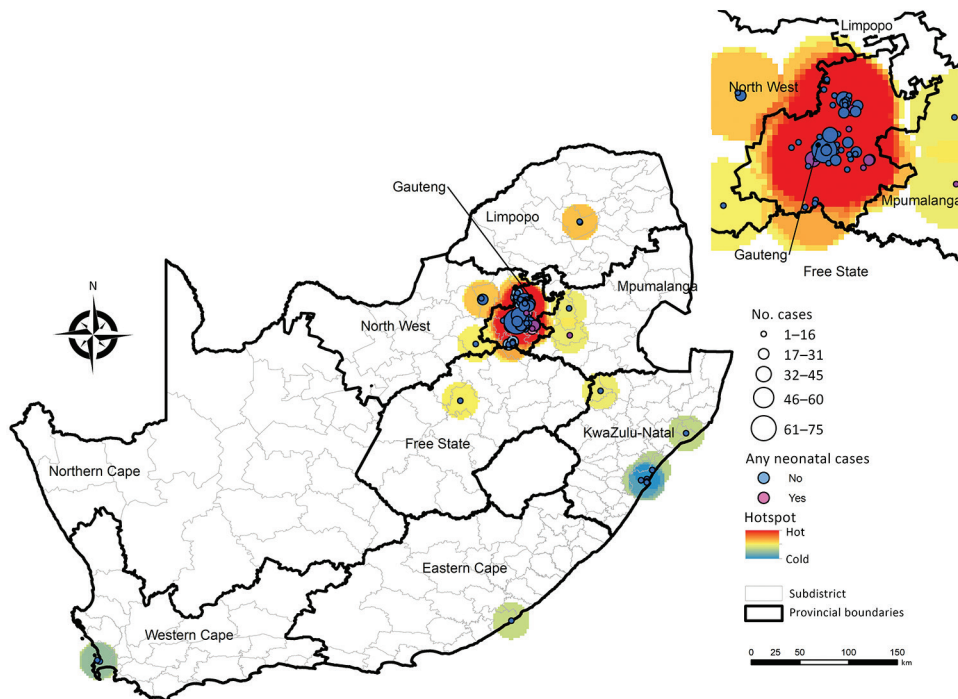 Limpopo
North West
Mpumalanga
Gauteng
Free State
N
Gauteng
Limpopo
Mpumalanga
North West
Free State
KwaZulu-Natal
Northern Cape
Eastern Cape
Western Cape
No. cases
1–16
17–31
32–45
46–60
61–75
Any neonatal cases
No
Yes
Hotspot
Hot
Cold
Subdistrict
Provincial boundaries
0 25 50 100 150
km